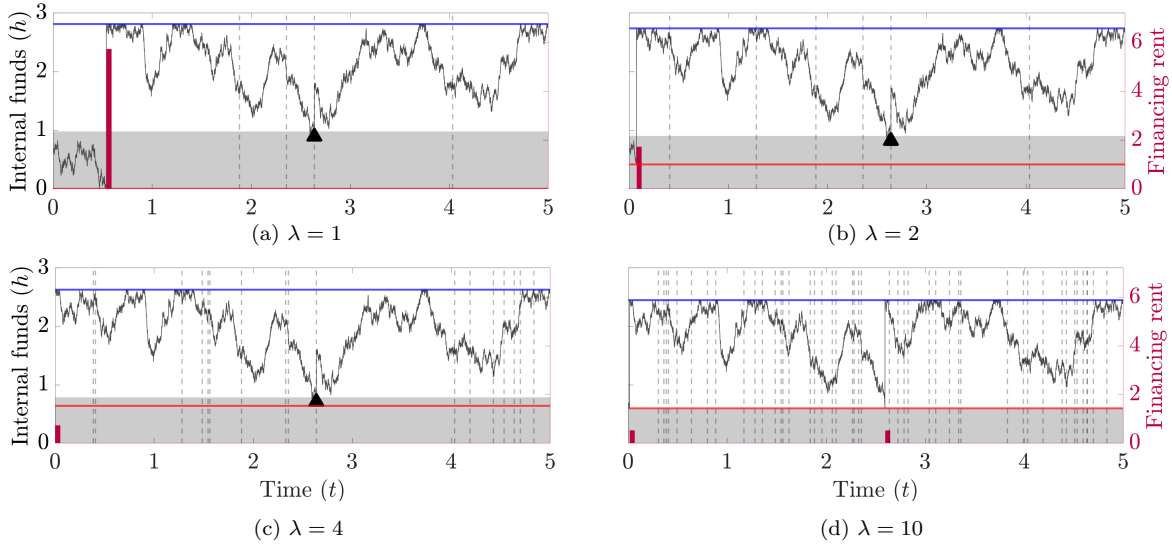 3
2
1
0
Internal funds (h)
0 1 2 3 4 5
(a) λ = 1
6
4
2
0
Financing rent
0 1 2 3 4 5
(b) λ = 2
3
2
1
0
Internal funds (h)
0 1 2 3 4 5
Time (t)
(c) λ = 4
6
4
2
0
Financing rent
0 1 2 3 4 5
Time (t)
(d) λ = 10